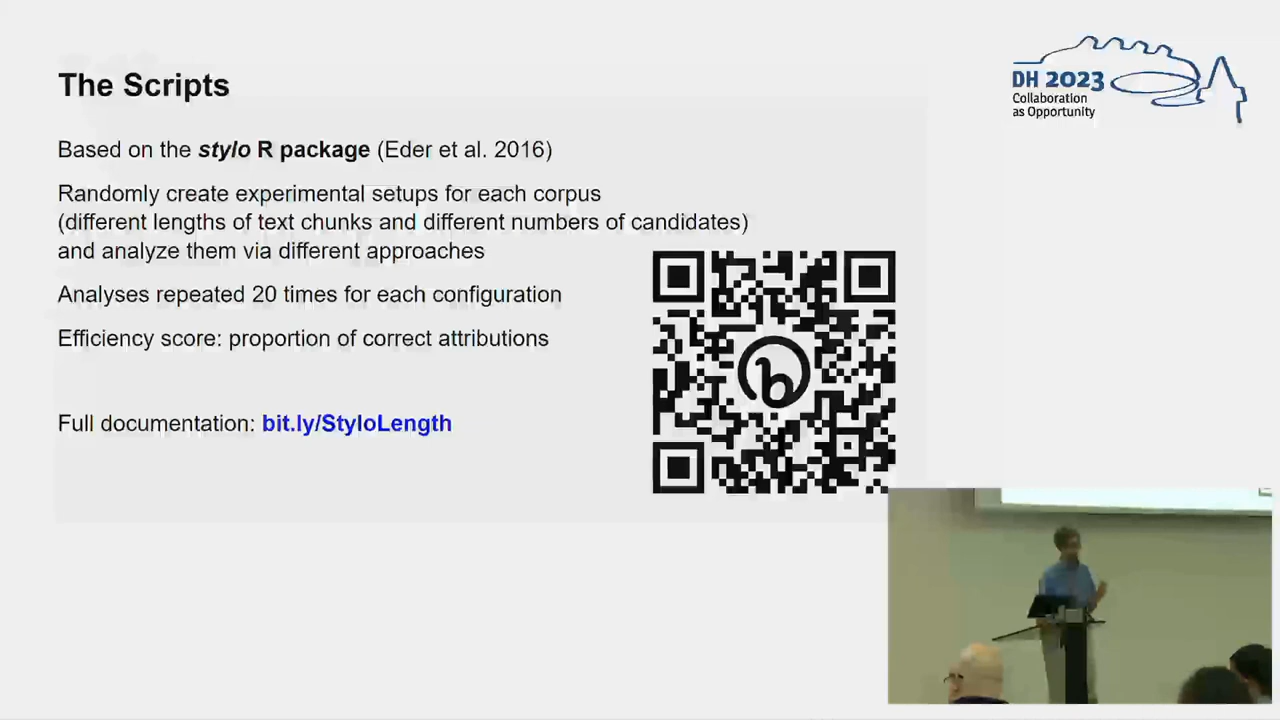 The Scripts
DH 2023
Collaboration
as Opportunity
Based on the stylo R package (Eder et al. 2016)
Randomly create experimental setups for each corpus
(different lengths of text chunks and different numbers of candidates)
and analyze them via different approaches
Analyses repeated 20 times for each configuration
Efficiency score: proportion of correct attributions
Full documentation: bit.ly/StyloLength